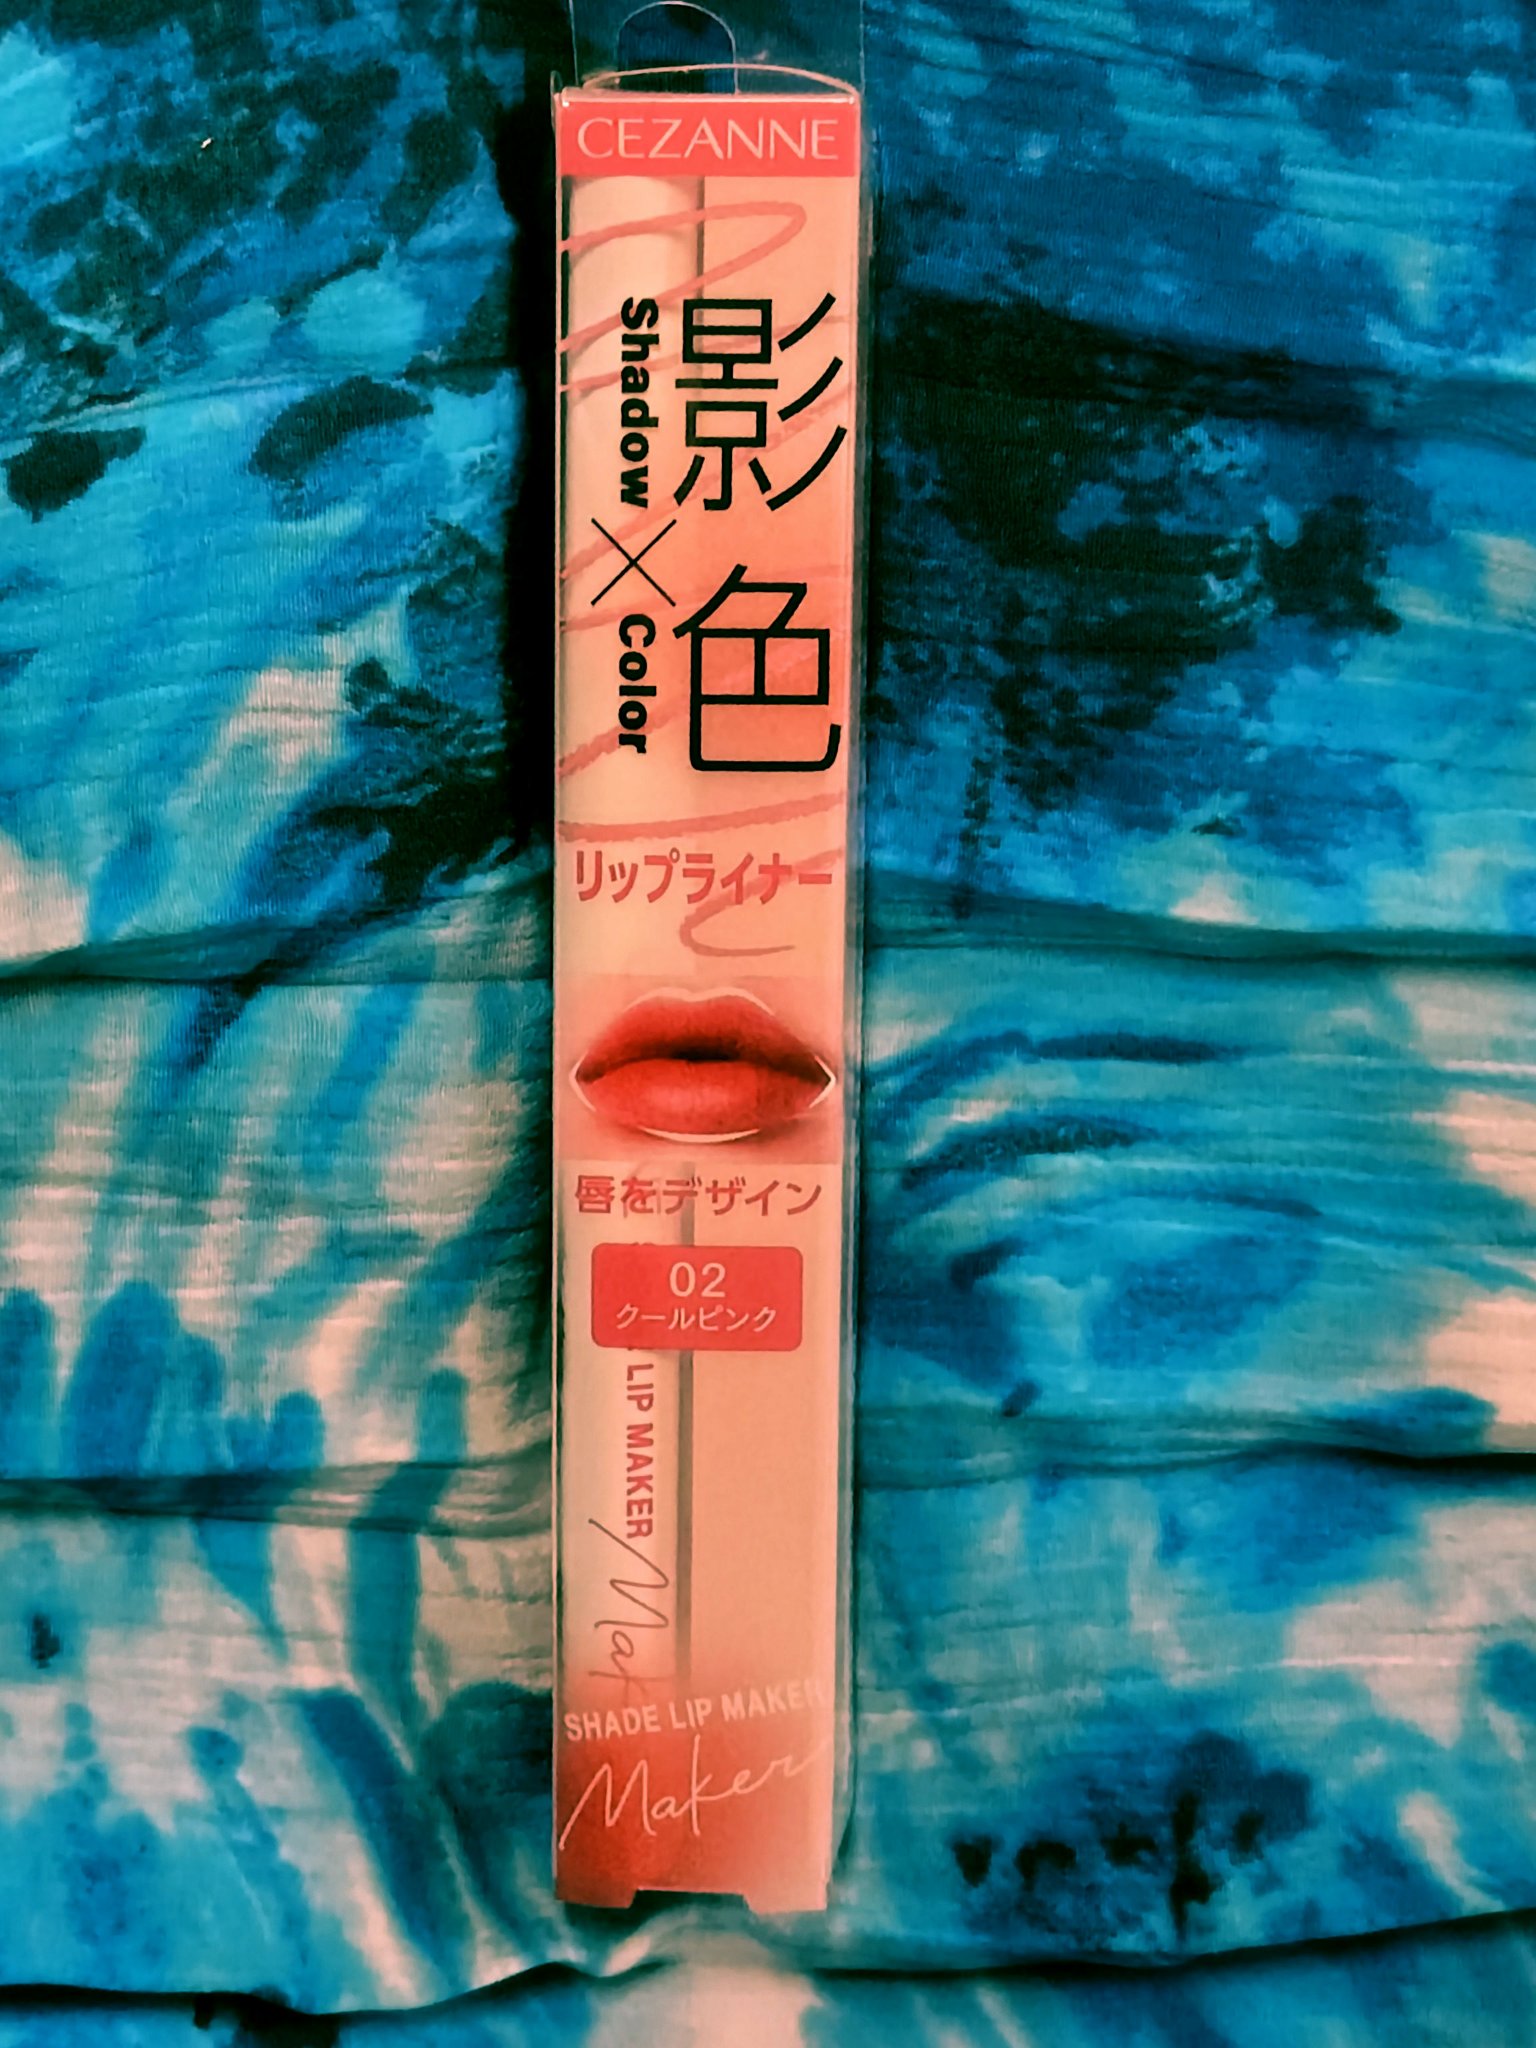 CEZANNE
影色
Shadow × Color
リップライナー
唇をデザイン
02
クールピンク
LIP MAKER
SHADE LIP MAKER
Maker